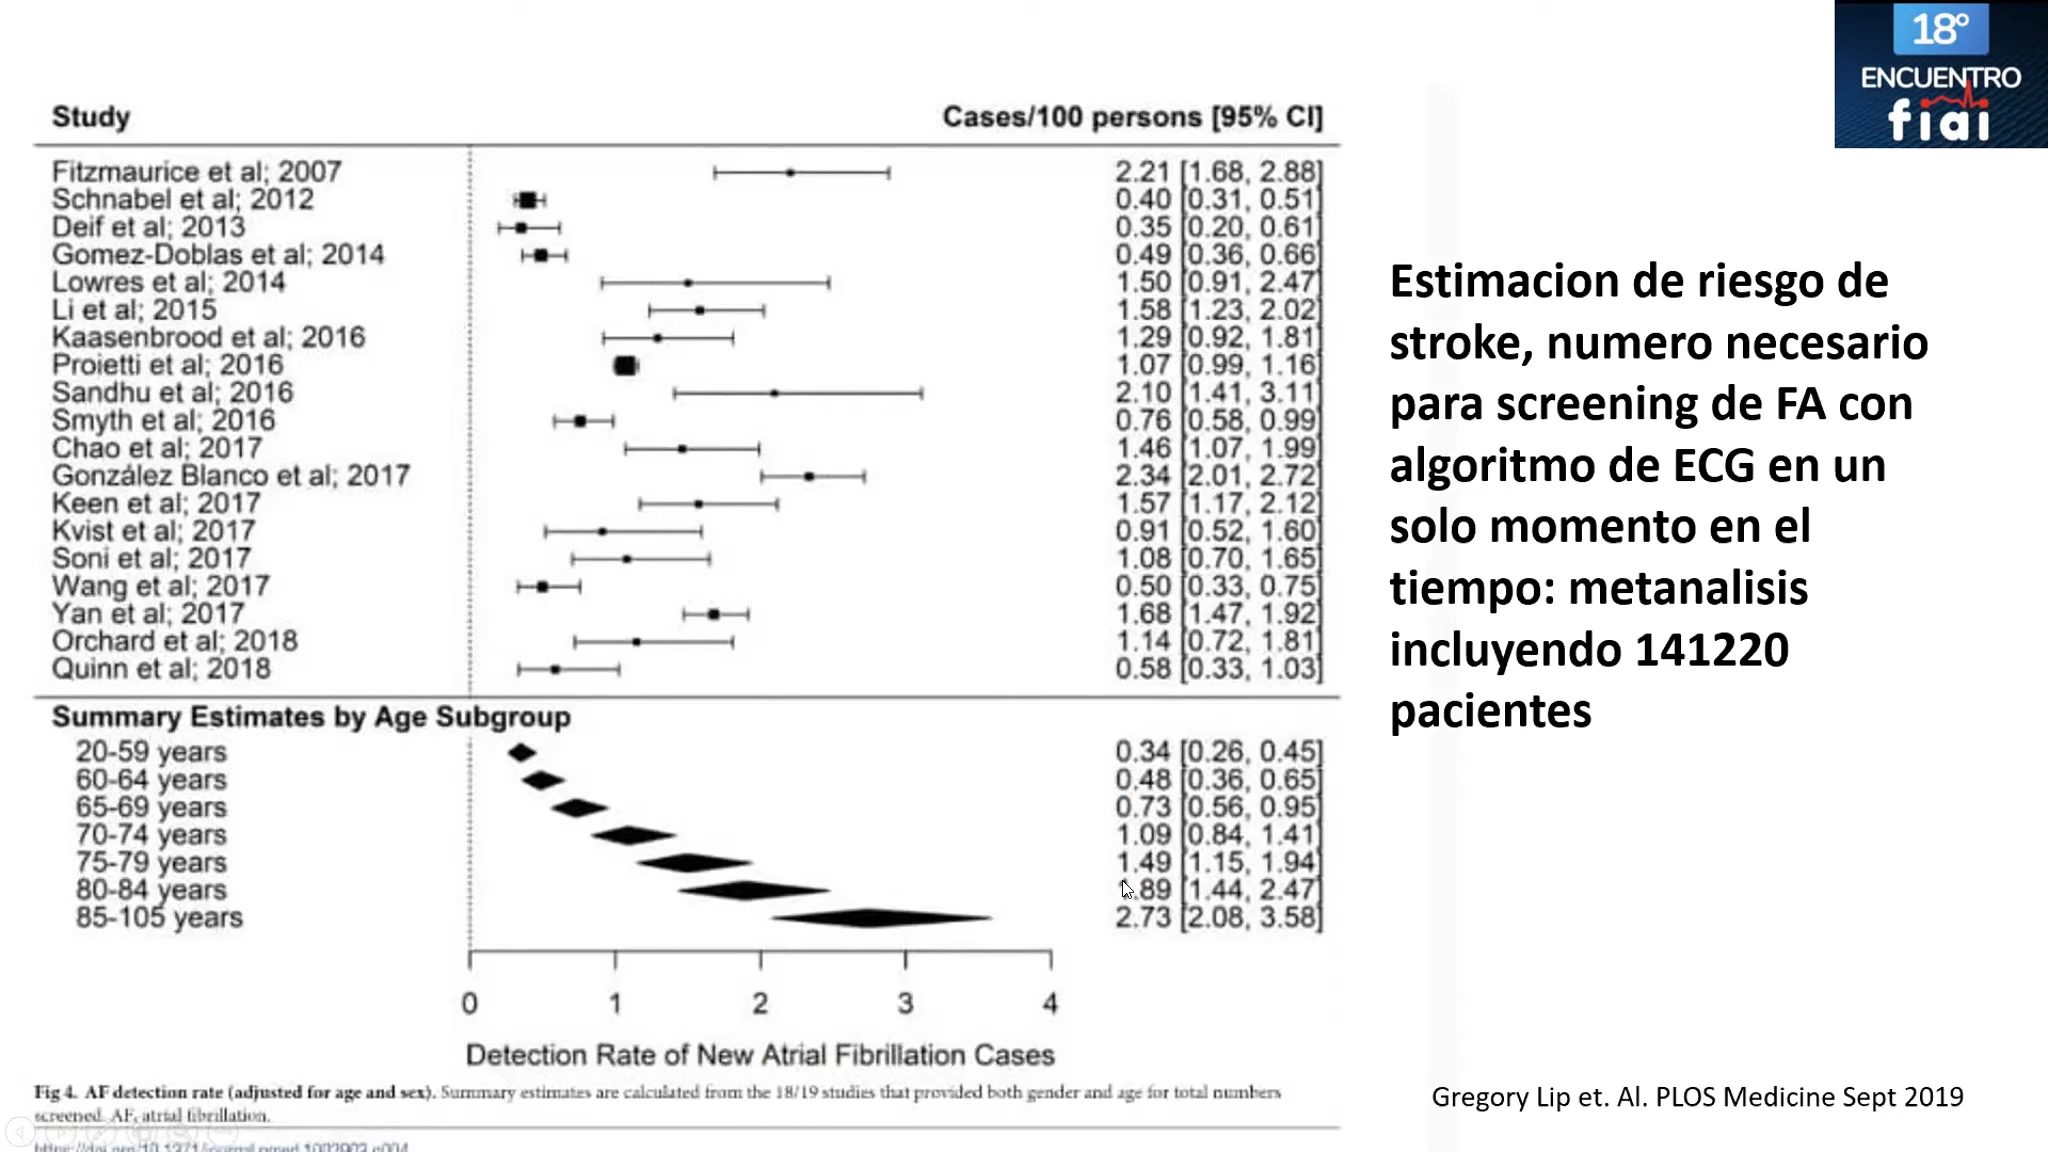 18º
ENCUENTRO
fiai
Study Cases/100 persons [95% CI]
Fitzmaurice et al; 2007 2.21 [1.68, 2.88]
Schnabel et al; 2012 0.40 [0.31, 0.51]
Deif et al; 2013 0.35 [0.20, 0.61]
Gomez-Doblas et al; 2014 0.49 [0.36, 0.66]
Lowres et al; 2014 1.50 [0.91, 2.47]
Li et al; 2015 1.58 [1.23, 2.02]
Kaasenbrood et al; 2016 1.29 [0.92, 1.81]
Proietti et al; 2016 1.07 [0.99, 1.16]
Sandhu et al; 2016 2.10 [1.41, 3.11]
Smyth et al; 2016 0.76 [0.58, 0.99]
Chao et al; 2017 1.46 [1.07, 1.99]
González Blanco et al; 2017 2.34 [2.01, 2.72]
Keen et al; 2017 1.57 [1.17, 2.12]
Kvist et al; 2017 0.91 [0.52, 1.60]
Soni et al; 2017 1.08 [0.70, 1.65]
Wang et al; 2017 0.50 [0.33, 0.75]
Yan et al; 2017 1.68 [1.47, 1.92]
Orchard et al; 2018 1.14 [0.72, 1.81]
Quinn et al; 2018 0.58 [0.33, 1.03]
Summary Estimates by Age Subgroup
20-59 years 0.34 [0.26, 0.45]
60-64 years 0.48 [0.36, 0.65]
65-69 years 0.73 [0.56, 0.95]
70-74 years 1.09 [0.84, 1.41]
75-79 years 1.49 [1.15, 1.94]
80-84 years .89 [1.44, 2.47]
85-105 years 2.73 [2.08, 3.58]
0 1 2 3 4
Detection Rate of New Atrial Fibrillation Cases
Fig 4. AF detection rate (adjusted for age and sex). Summary estimates are calculated from the 18/19 studies that provided both gender and age for total numbers
screened. AF, atrial fibrillation.
Estimacion de riesgo de
stroke, numero necesario
para screening de FA con
algoritmo de ECG en un
solo momento en el
tiempo: metanalisis
incluyendo 141220
pacientes
Gregory Lip et. Al. PLOS Medicine Sept 2019